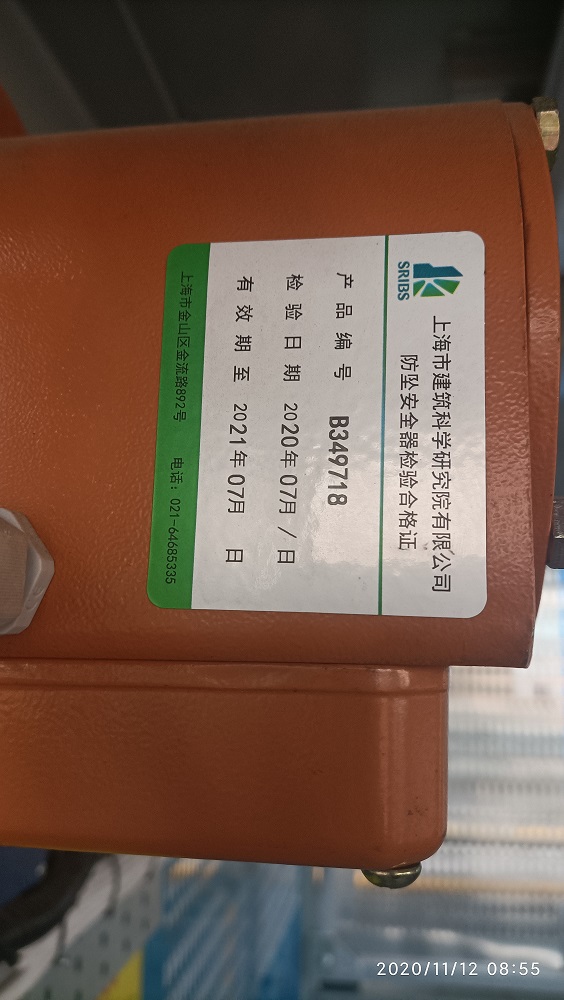 SRIBS
上海市建筑科学研究院有限公司
防坠安全器检验合格证
产品编号 B349718
检验日期 2020年07月/日
有效期至 2021年07月 日
上海市金山区金流路892号 电话：021-64685335
2020/11/12 08:55